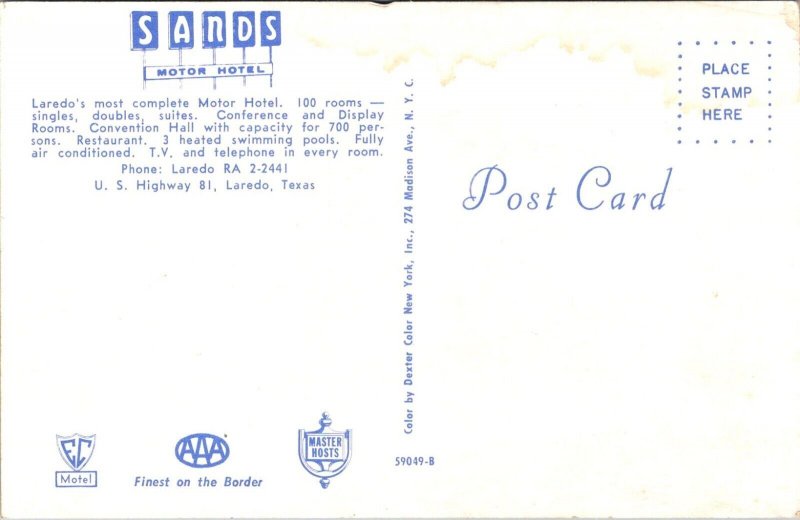 SANDS
MOTOR HOTEL
Laredo's most complete Motor Hotel. 100 rooms —
singles, doubles, suites. Conference and Display
Rooms. Convention Hall with capacity for 700 per-
sons. Restaurant. 3 heated swimming pools. Fully
air conditioned. T.V. and telephone in every room.
Phone: Laredo RA 2-2441
U. S. Highway 81, Laredo, Texas
EC
Motel
AAA
Finest on the Border
MASTER
HOSTS
Color by Dexter Color New York, Inc., 274 Madison Ave., N. Y. C.
59049-B
PLACE
STAMP
HERE
Post Card